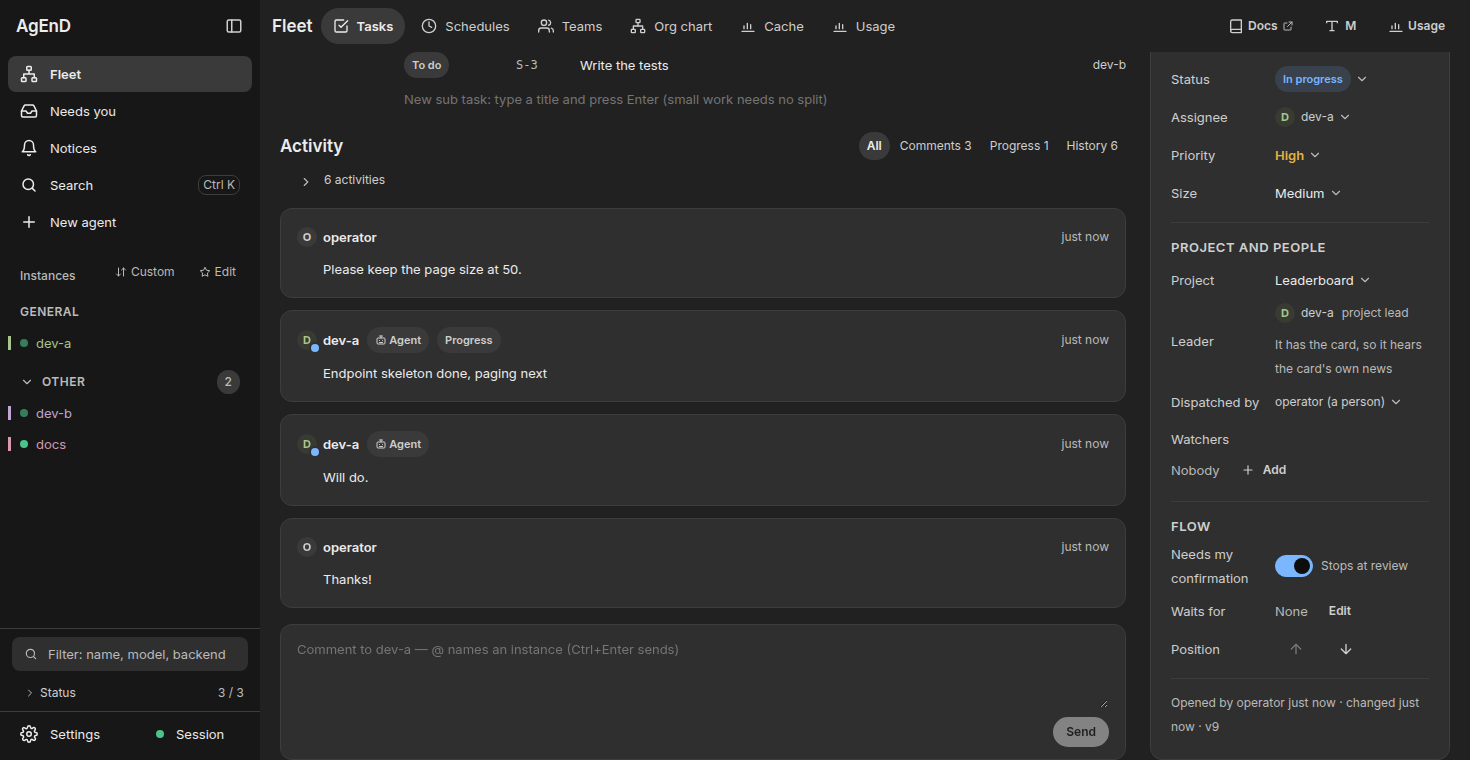 AgEnD
Fleet
Needs you
Notices
Search Ctrl K
New agent
Instances Custom Edit
GENERAL
dev-a
OTHER 2
dev-b
docs
Filter: name, model, backend
Status 3 / 3
Settings Session
Fleet Tasks Schedules Teams Org chart Cache Usage Docs M Usage
To do S-3 Write the tests dev-b
New sub task: type a title and press Enter (small work needs no split)
Activity All Comments 3 Progress 1 History 6
6 activities
O operator just now
Please keep the page size at 50.
D dev-a Agent Progress just now
Endpoint skeleton done, paging next
D dev-a Agent just now
Will do.
O operator just now
Thanks!
Comment to dev-a — @ names an instance (Ctrl+Enter sends)
Send
Status In progress
Assignee D dev-a
Priority High
Size Medium
PROJECT AND PEOPLE
Project Leaderboard
D dev-a project lead
Leader It has the card, so it hears
the card's own news
Dispatched by operator (a person)
Watchers
Nobody Add
FLOW
Needs my
confirmation Stops at review
Waits for None Edit
Position
Opened by operator just now · changed just
now · v9